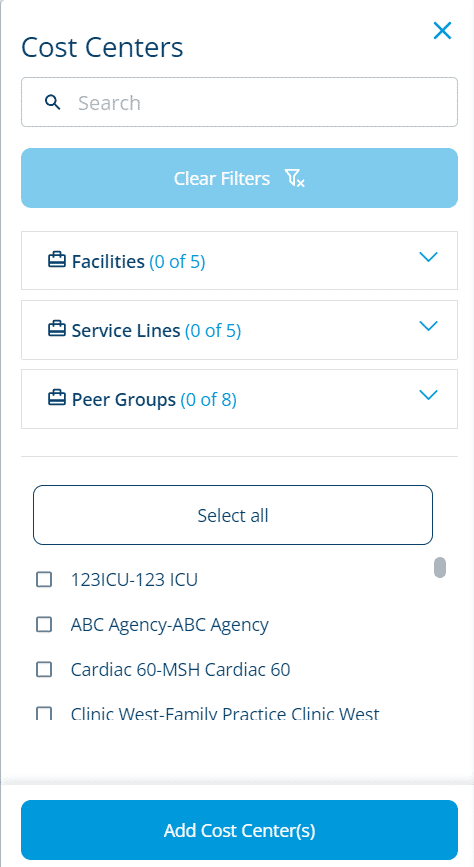 Cost Centers
Search
Clear Filters
Facilities (0 of 5)
Service Lines (0 of 5)
Peer Groups (0 of 8)
Select all
123ICU-123 ICU
ABC Agency-ABC Agency
Cardiac 60-MSH Cardiac 60
Clinic West-Family Practice Clinic West
Add Cost Center(s)